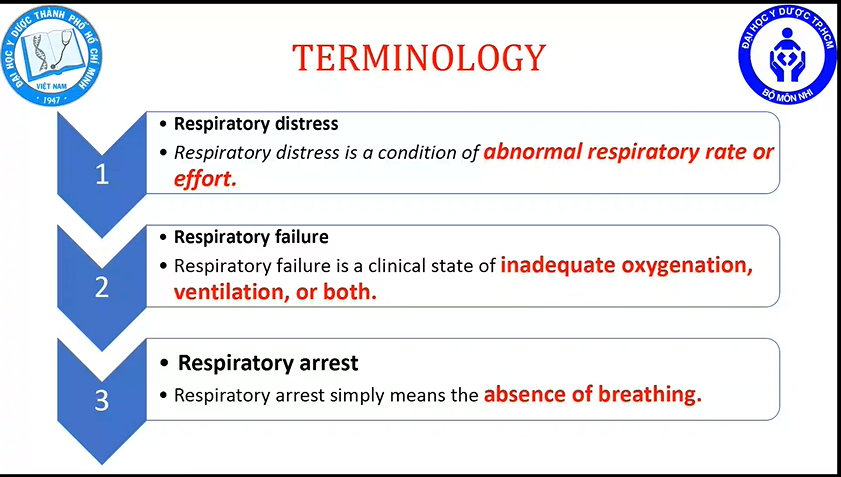 ĐẠI HỌC Y DƯỢC THÀNH PHỐ HỒ CHÍ MINH
VIỆT NAM
· 1947 ·
TERMINOLOGY
ĐẠI HỌC Y DƯỢC TPHCM
BỘ MÔN NHI
1
• Respiratory distress
• Respiratory distress is a condition of abnormal respiratory rate or
effort.
2
• Respiratory failure
• Respiratory failure is a clinical state of inadequate oxygenation,
ventilation, or both.
3
• Respiratory arrest
• Respiratory arrest simply means the absence of breathing.